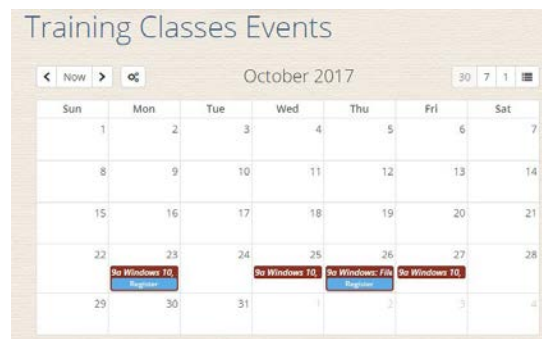 Training Classes Events
Now
October 2017
30 7 1
Sun Mon Tue Wed Thu Fri Sat
1 2 3 4 5 6 7
8 9 10 11 12 13 14
15 16 17 18 19 20 21
22 23 24 25 26 27 28
9a Windows 10, 9a Windows 10, 9a Windows: File 9a Windows 10,
Register Register
29 30 31 1 2 3 4